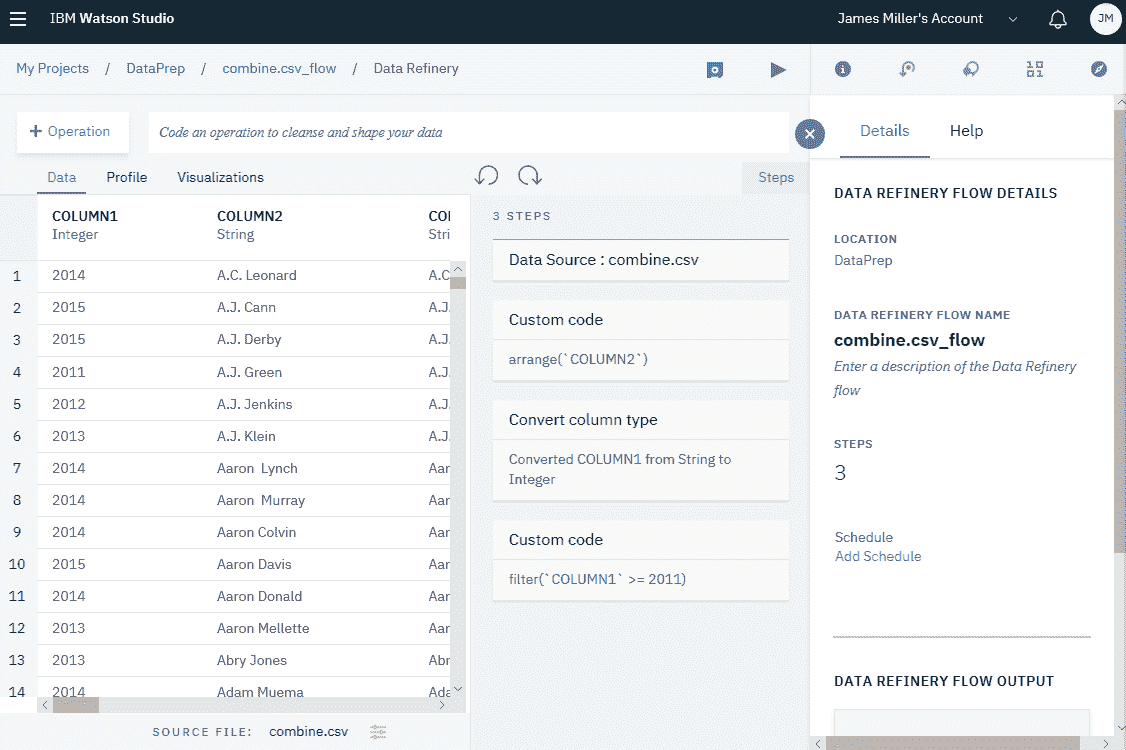 IBM Watson Studio
James Miller's Account
JM
My Projects / DataPrep / combine.csv_flow / Data Refinery
+ Operation
Code an operation to cleanse and shape your data
Data Profile Visualizations
Steps
COLUMN1 COLUMN2 COI
Integer String Stri
1 2014 A.C. Leonard A.C
2 2015 A.J. Cann A.J.
3 2015 A.J. Derby A.J.
4 2011 A.J. Green A.J.
5 2012 A.J. Jenkins A.J.
6 2013 A.J. Klein A.J.
7 2014 Aaron  Lynch Aar
8 2014 Aaron  Murray Aar
9 2014 Aaron Colvin Aar
10 2015 Aaron Davis Aar
11 2014 Aaron Donald Aar
12 2013 Aaron Mellette Aar
13 2013 Abry Jones Abr
14 2014 Adam Muema Ada
SOURCE FILE: combine.csv
3 STEPS
Data Source : combine.csv
Custom code
arrange(`COLUMN2`)
Convert column type
Converted COLUMN1 from String to
Integer
Custom code
filter(`COLUMN1` >= 2011)
Details Help
DATA REFINERY FLOW DETAILS
LOCATION
DataPrep
DATA REFINERY FLOW NAME
combine.csv_flow
Enter a description of the Data Refinery
flow
STEPS
3
Schedule
Add Schedule
DATA REFINERY FLOW OUTPUT